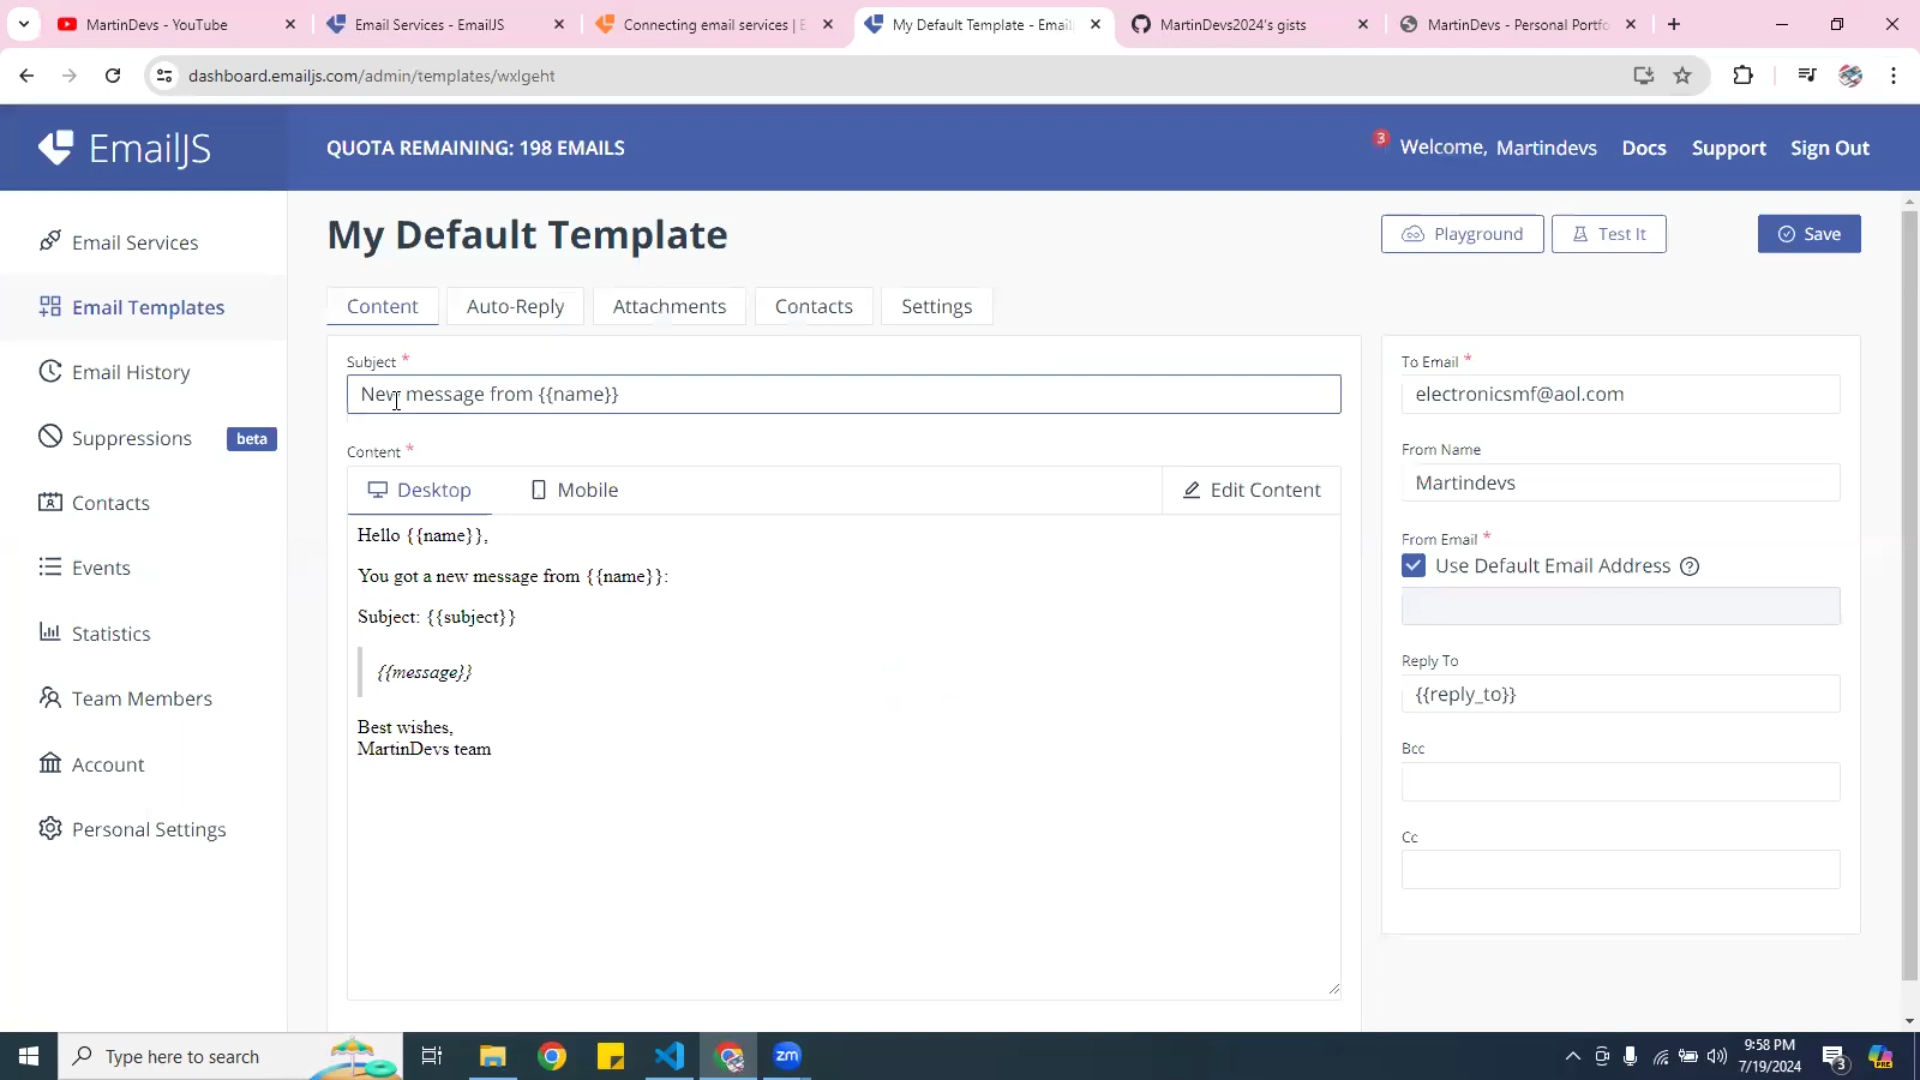 MartinDevs - YouTube
Email Services - EmailJS
Connecting email services | E
My Default Template - Email
MartinDevs2024's gists
MartinDevs - Personal Portfo
dashboard.emailjs.com/admin/templates/wxlgeht
EmailJS
QUOTA REMAINING: 198 EMAILS
3
Welcome, Martindevs
Docs
Support
Sign Out
Email Services
Email Templates
Email History
Suppressions
beta
Contacts
Events
Statistics
Team Members
Account
Personal Settings
My Default Template
Playground
Test It
Save
Content
Auto-Reply
Attachments
Contacts
Settings
Subject *
New message from {{name}}
Content *
Desktop
Mobile
Edit Content
Hello {{name}},
You got a new message from {{name}}:
Subject: {{subject}}
{{message}}
Best wishes,
MartinDevs team
To Email *
electronicsmf@aol.com
From Name
Martindevs
From Email *
Use Default Email Address
Reply To
{{reply_to}}
Bcc
Cc
Type here to search
zm
9:58 PM
7/19/2024
3